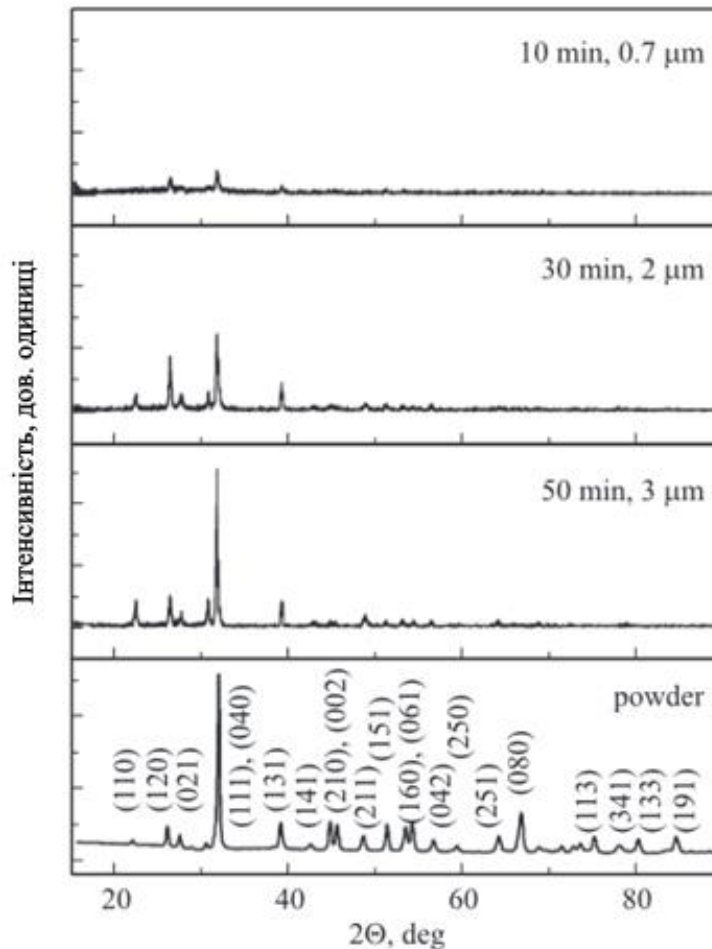 10 min, 0.7 μm
30 min, 2 μm
50 min, 3 μm
powder
(110)
(120)
(021)
(111), (040)
(131)
(141)
(210), (002)
(211)
(151)
(160), (061)
(042)
(250)
(251)
(080)
(113)
(341)
(133)
(191)
20 40 60 80
2Θ, deg
Інтенсивність, дов. одиниці